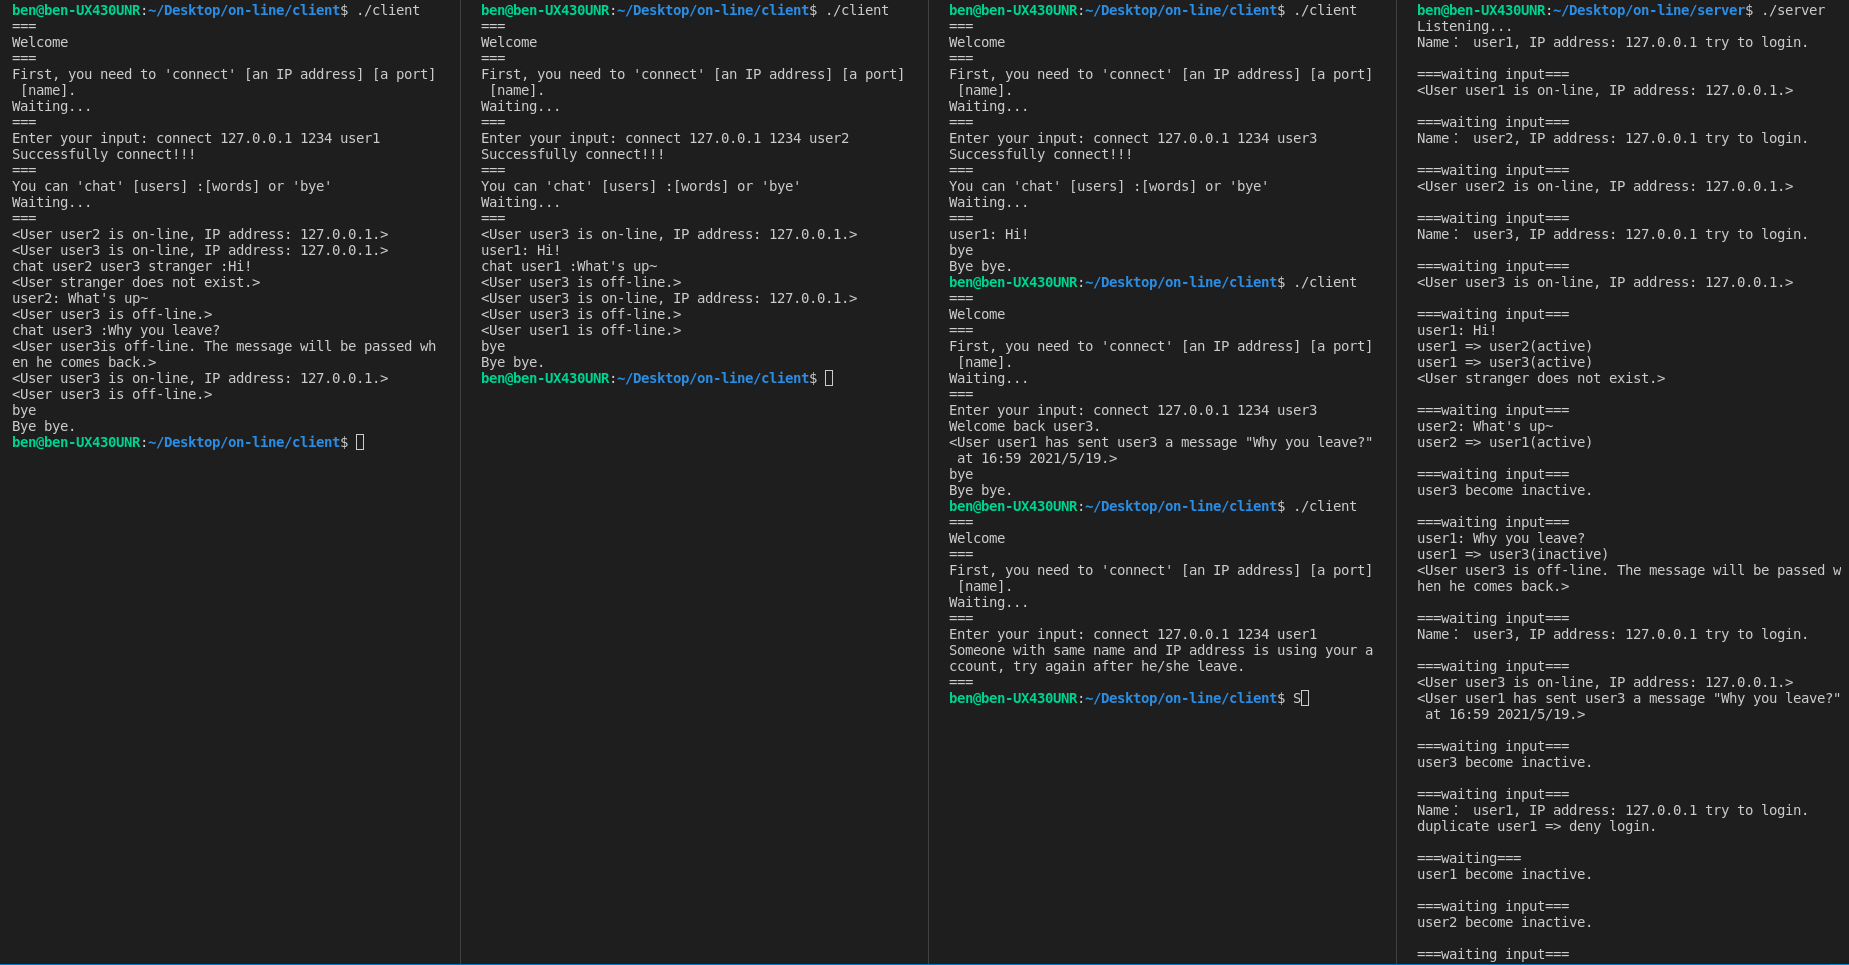 ben@ben-UX430UNR:~/Desktop/on-line/client$ ./client
===
Welcome
===
First, you need to 'connect' [an IP address] [a port]
 [name].
Waiting...
===
Enter your input: connect 127.0.0.1 1234 user1
Successfully connect!!!
===
You can 'chat' [users] :[words] or 'bye'
Waiting...
===
<User user2 is on-line, IP address: 127.0.0.1.>
<User user3 is on-line, IP address: 127.0.0.1.>
chat user2 user3 stranger :Hi!
<User stranger does not exist.>
user2: What's up~
<User user3 is off-line.>
chat user3 :Why you leave?
<User user3is off-line. The message will be passed wh
en he comes back.>
<User user3 is on-line, IP address: 127.0.0.1.>
<User user3 is off-line.>
bye
Bye bye.
ben@ben-UX430UNR:~/Desktop/on-line/client$
ben@ben-UX430UNR:~/Desktop/on-line/client$ ./client
===
Welcome
===
First, you need to 'connect' [an IP address] [a port]
 [name].
Waiting...
===
Enter your input: connect 127.0.0.1 1234 user2
Successfully connect!!!
===
You can 'chat' [users] :[words] or 'bye'
Waiting...
===
<User user3 is on-line, IP address: 127.0.0.1.>
user1: Hi!
chat user1 :What's up~
<User user3 is off-line.>
<User user3 is on-line, IP address: 127.0.0.1.>
<User user3 is off-line.>
<User user1 is off-line.>
bye
Bye bye.
ben@ben-UX430UNR:~/Desktop/on-line/client$
ben@ben-UX430UNR:~/Desktop/on-line/client$ ./client
===
Welcome
===
First, you need to 'connect' [an IP address] [a port]
 [name].
Waiting...
===
Enter your input: connect 127.0.0.1 1234 user3
Successfully connect!!!
===
You can 'chat' [users] :[words] or 'bye'
Waiting...
===
user1: Hi!
bye
Bye bye.
ben@ben-UX430UNR:~/Desktop/on-line/client$ ./client
===
Welcome
===
First, you need to 'connect' [an IP address] [a port]
 [name].
Waiting...
===
Enter your input: connect 127.0.0.1 1234 user3
Welcome back user3.
<User user1 has sent user3 a message "Why you leave?"
 at 16:59 2021/5/19.>
bye
Bye bye.
ben@ben-UX430UNR:~/Desktop/on-line/client$ ./client
===
Welcome
===
First, you need to 'connect' [an IP address] [a port]
 [name].
Waiting...
===
Enter your input: connect 127.0.0.1 1234 user1
Someone with same name and IP address is using your a
ccount, try again after he/she leave.
===
ben@ben-UX430UNR:~/Desktop/on-line/client$ S
ben@ben-UX430UNR:~/Desktop/on-line/server$ ./server
Listening...
Name： user1, IP address: 127.0.0.1 try to login.

===waiting input===
<User user1 is on-line, IP address: 127.0.0.1.>

===waiting input===
Name： user2, IP address: 127.0.0.1 try to login.

===waiting input===
<User user2 is on-line, IP address: 127.0.0.1.>

===waiting input===
Name： user3, IP address: 127.0.0.1 try to login.

===waiting input===
<User user3 is on-line, IP address: 127.0.0.1.>

===waiting input===
user1: Hi!
user1 => user2(active)
user1 => user3(active)
<User stranger does not exist.>

===waiting input===
user2: What's up~
user2 => user1(active)

===waiting input===
user3 become inactive.

===waiting input===
user1: Why you leave?
user1 => user3(inactive)
<User user3 is off-line. The message will be passed w
hen he comes back.>

===waiting input===
Name： user3, IP address: 127.0.0.1 try to login.

===waiting input===
<User user3 is on-line, IP address: 127.0.0.1.>
<User user1 has sent user3 a message "Why you leave?"
 at 16:59 2021/5/19.>

===waiting input===
user3 become inactive.

===waiting input===
Name： user1, IP address: 127.0.0.1 try to login.
duplicate user1 => deny login.

===waiting===
user1 become inactive.

===waiting input===
user2 become inactive.

===waiting input===